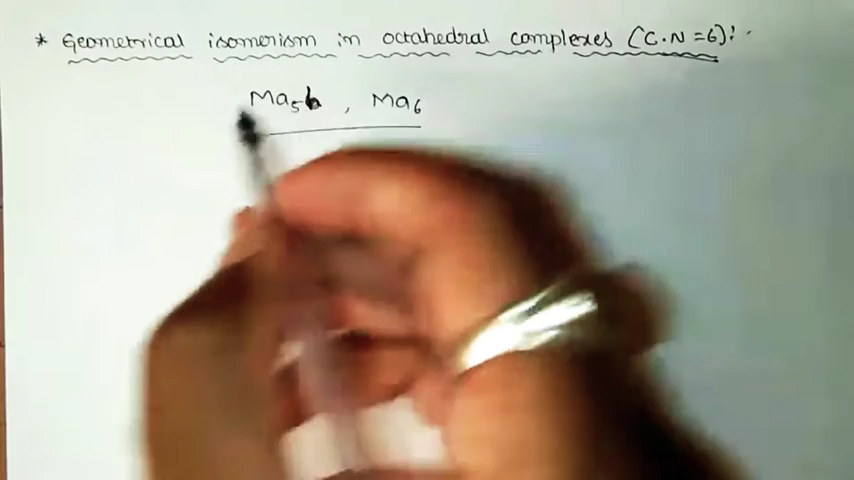 * Geometrical isomerism in octahedral complexes (C.N = 6):-
Ma₅b , Ma₆